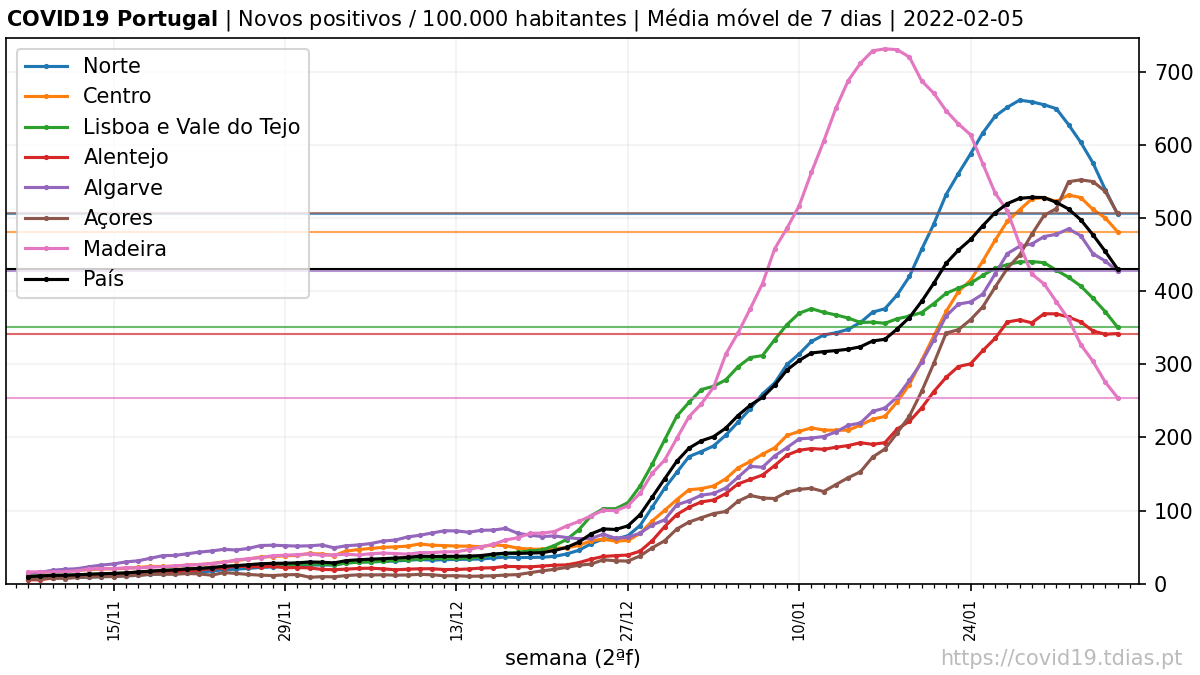 COVID19 Portugal | Novos positivos / 100.000 habitantes | Média móvel de 7 dias | 2022-02-05
Norte
Centro
Lisboa e Vale do Tejo
Alentejo
Algarve
Açores
Madeira
País
700
600
500
400
300
200
100
0
15/11
29/11
13/12
27/12
10/01
24/01
semana (2ªf)
https://covid19.tdias.pt